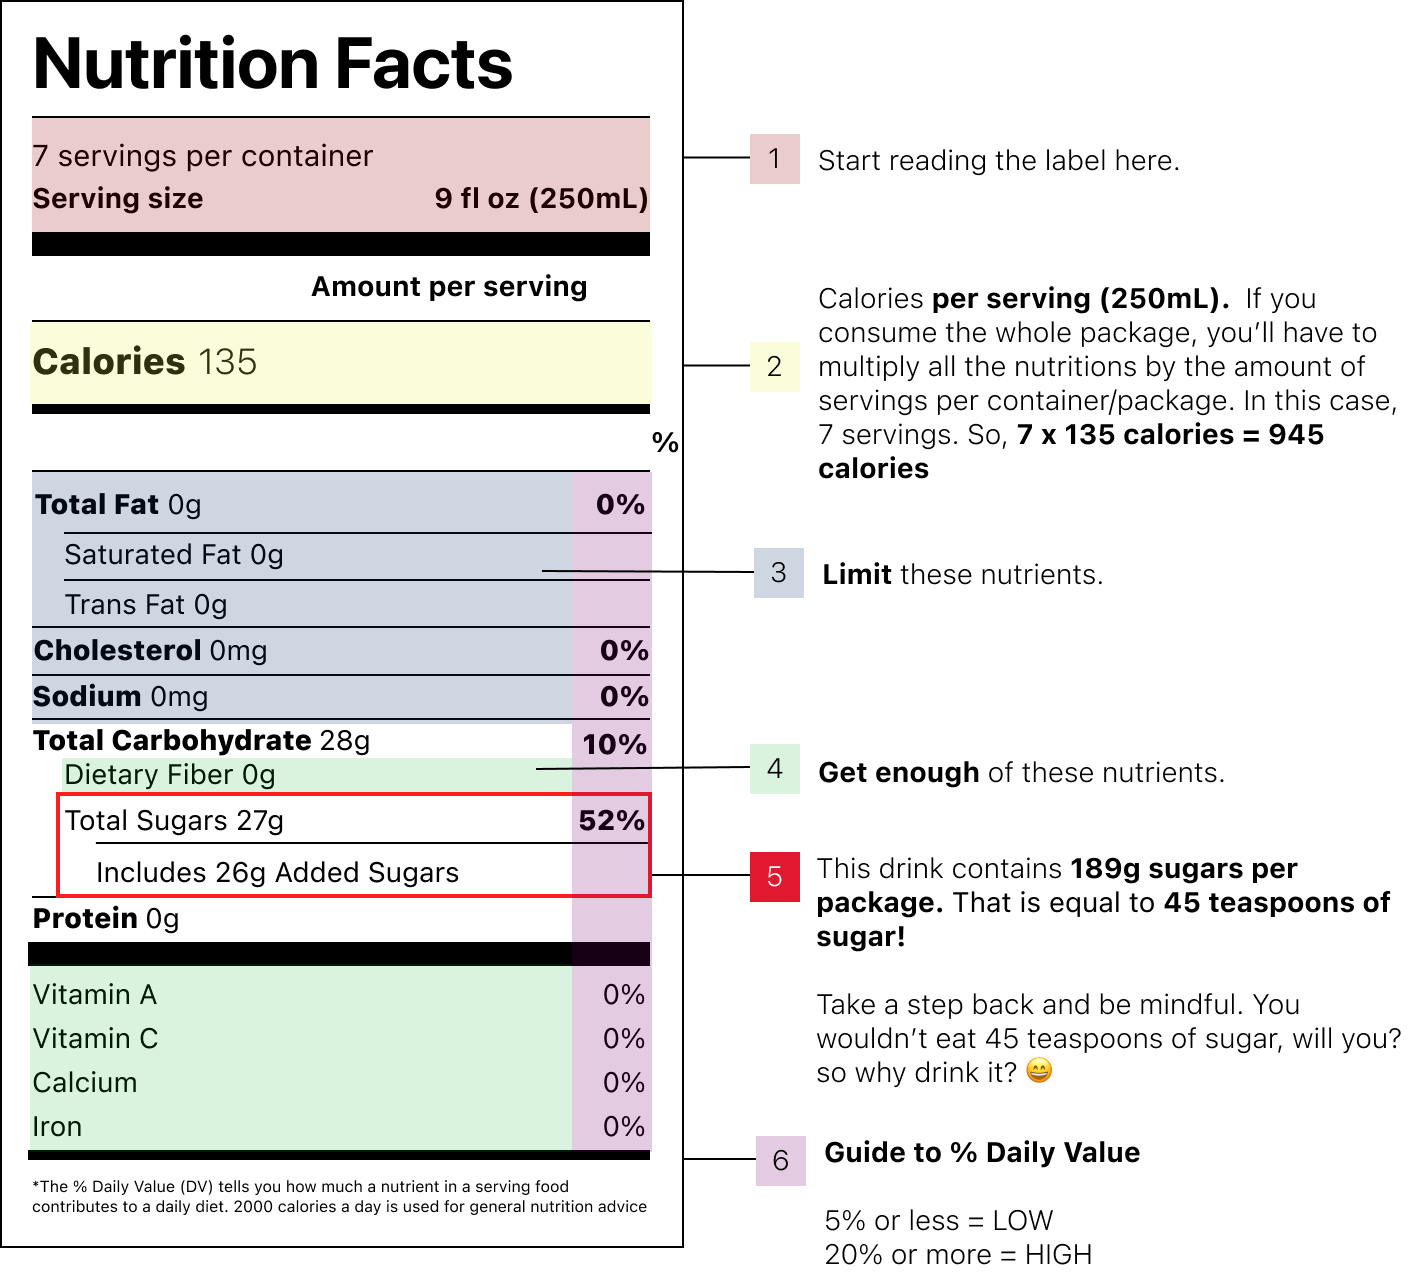 Nutrition Facts
7 servings per container
Serving size 9 fl oz (250mL)
Amount per serving
Calories 135
%
Total Fat 0g 0%
Saturated Fat 0g
Trans Fat 0g
Cholesterol 0mg 0%
Sodium 0mg 0%
Total Carbohydrate 28g 10%
Dietary Fiber 0g
Total Sugars 27g 52%
Includes 26g Added Sugars
Protein 0g
Vitamin A 0%
Vitamin C 0%
Calcium 0%
Iron 0%
*The % Daily Value (DV) tells you how much a nutrient in a serving food
contributes to a daily diet. 2000 calories a day is used for general nutrition advice
1 Start reading the label here.
2
Calories per serving (250mL). If you
consume the whole package, you’ll have to
multiply all the nutritions by the amount of
servings per container/package. In this case,
7 servings. So, 7 x 135 calories = 945
calories
3 Limit these nutrients.
4 Get enough of these nutrients.
5
This drink contains 189g sugars per
package. That is equal to 45 teaspoons of
sugar!
Take a step back and be mindful. You
wouldn’t eat 45 teaspoons of sugar, will you?
so why drink it? 😄
6 Guide to % Daily Value
5% or less = LOW
20% or more = HIGH